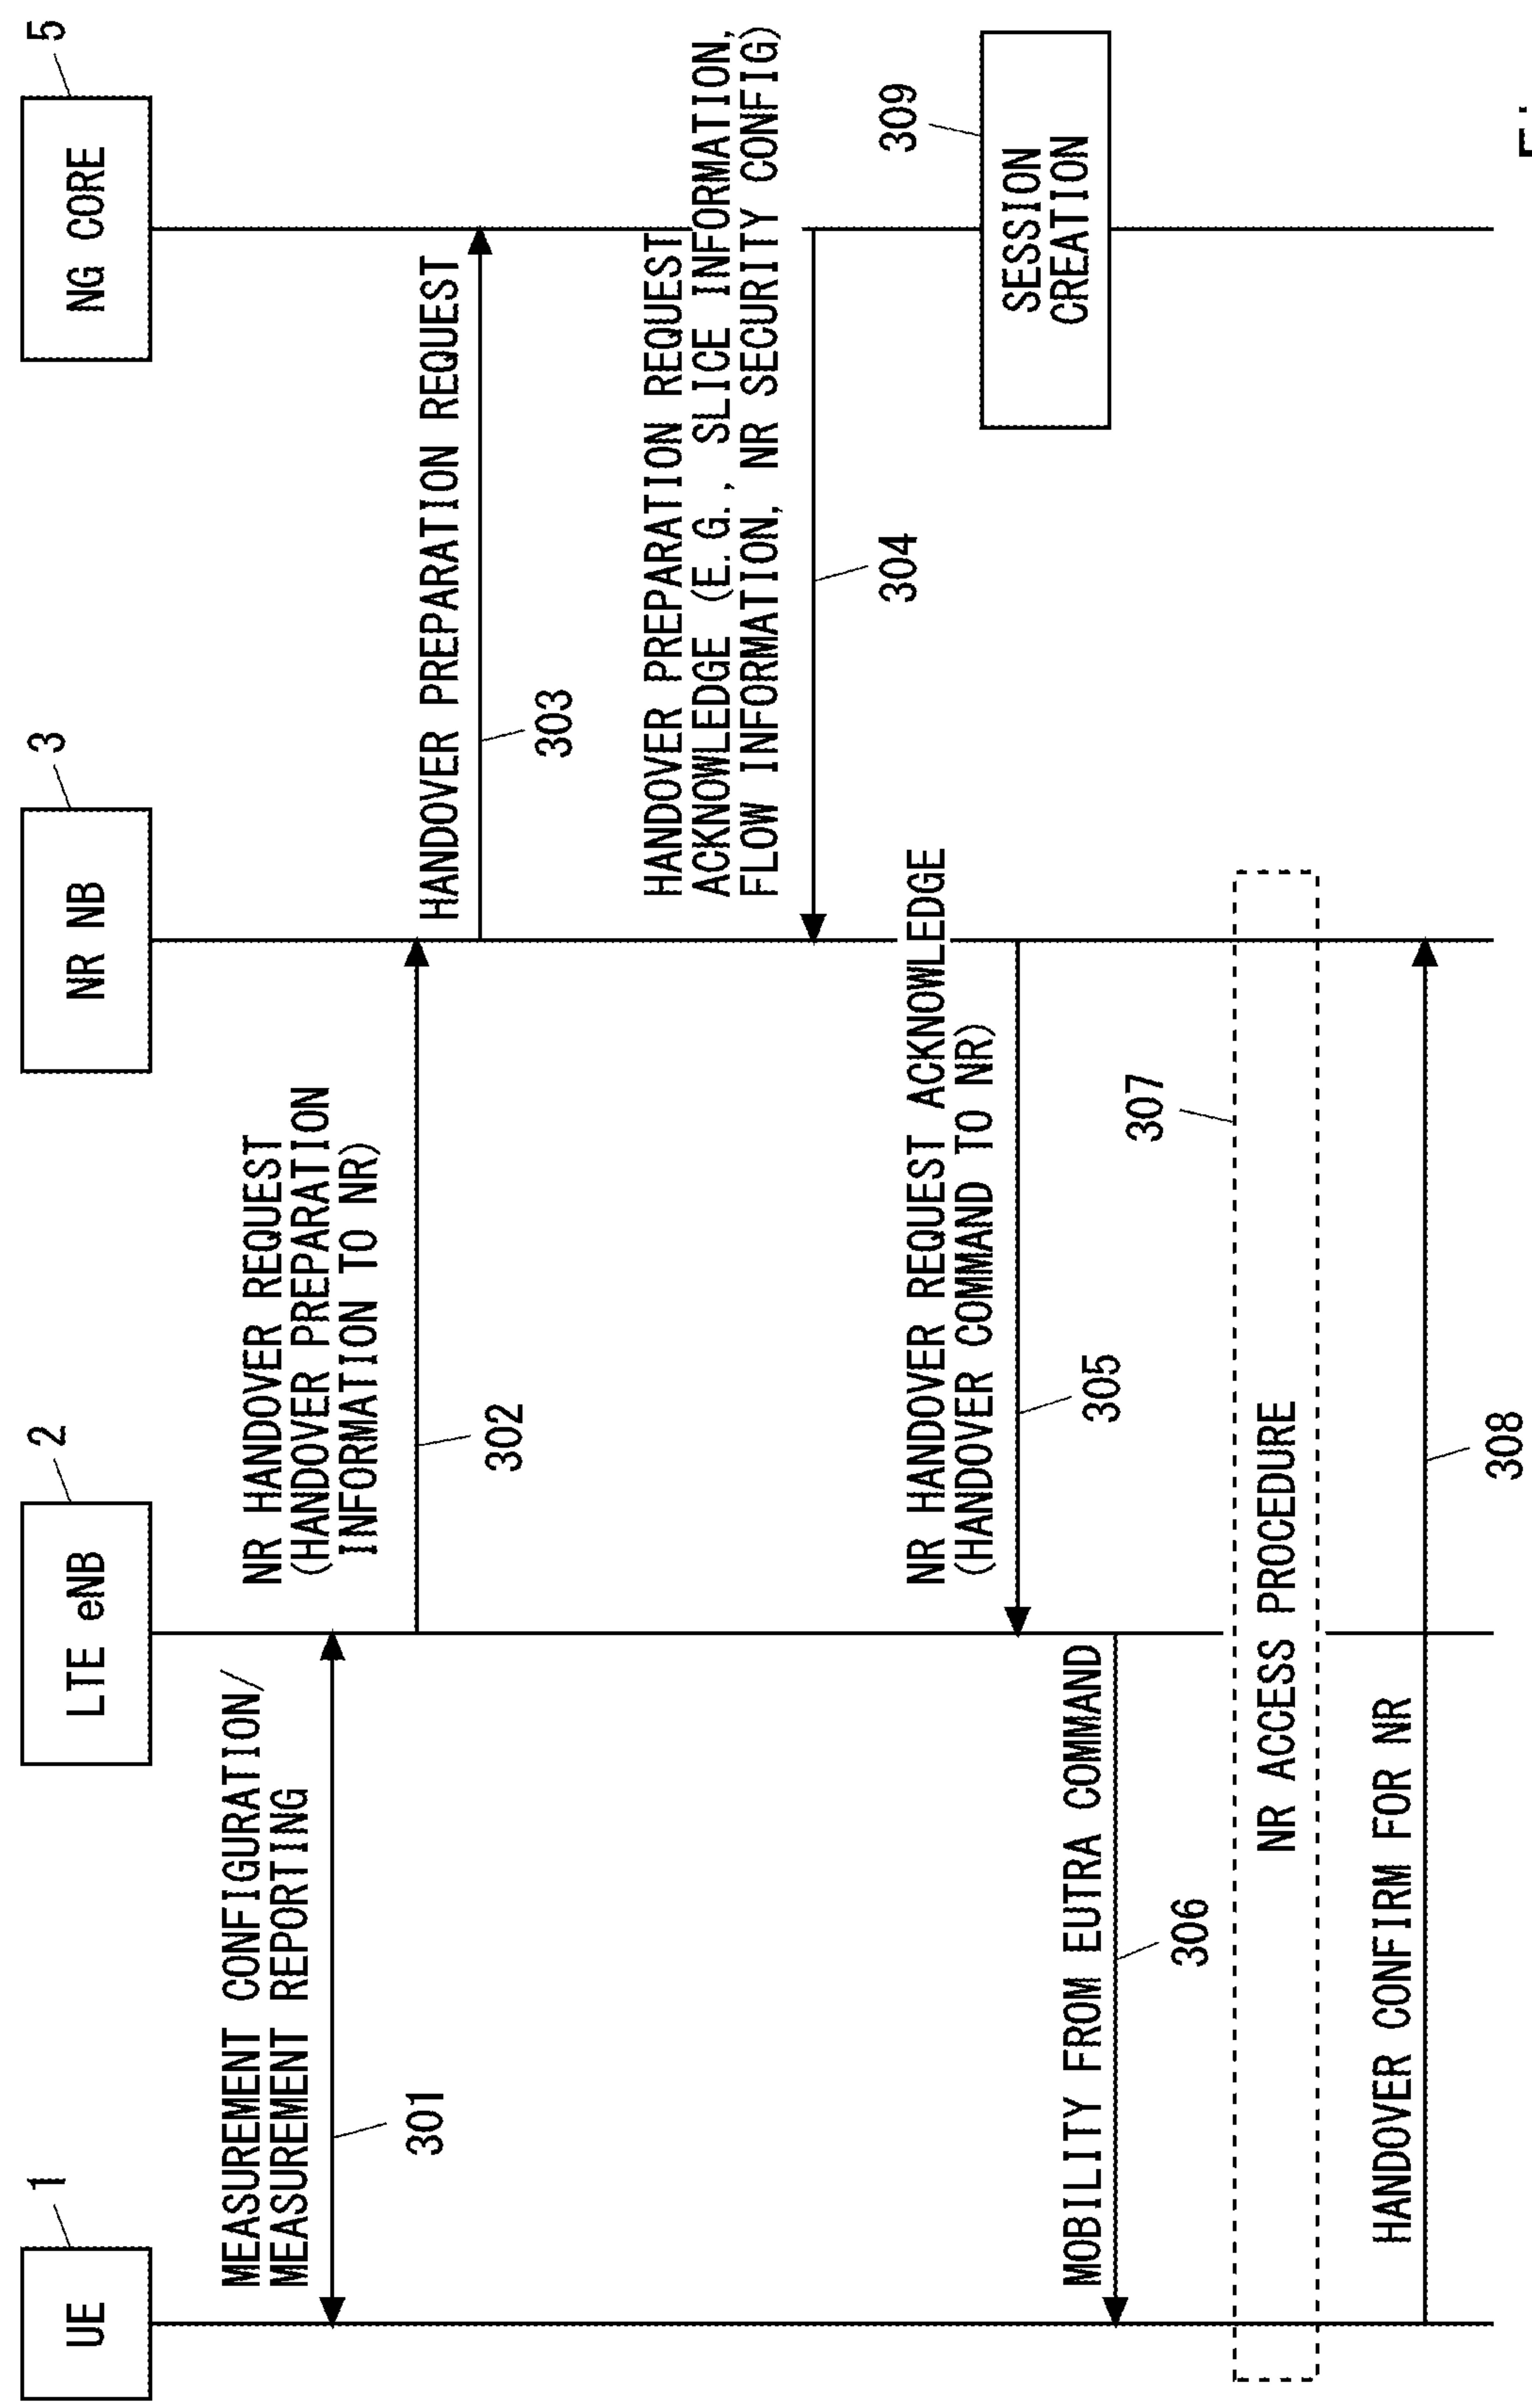 UE
1
LTE eNB
2
NR NB
3
NG CORE
5
MEASUREMENT CONFIGURATION/
MEASUREMENT REPORTING
301
NR HANDOVER REQUEST
(HANDOVER PREPARATION
INFORMATION TO NR)
302
HANDOVER PREPARATION REQUEST
303
HANDOVER PREPARATION REQUEST
ACKNOWLEDGE (E.G., SLICE INFORMATION,
FLOW INFORMATION, NR SECURITY CONFIG)
304
NR HANDOVER REQUEST ACKNOWLEDGE
(HANDOVER COMMAND TO NR)
305
309
SESSION
CREATION
MOBILITY FROM EUTRA COMMAND
306
307
NR ACCESS PROCEDURE
HANDOVER CONFIRM FOR NR
308